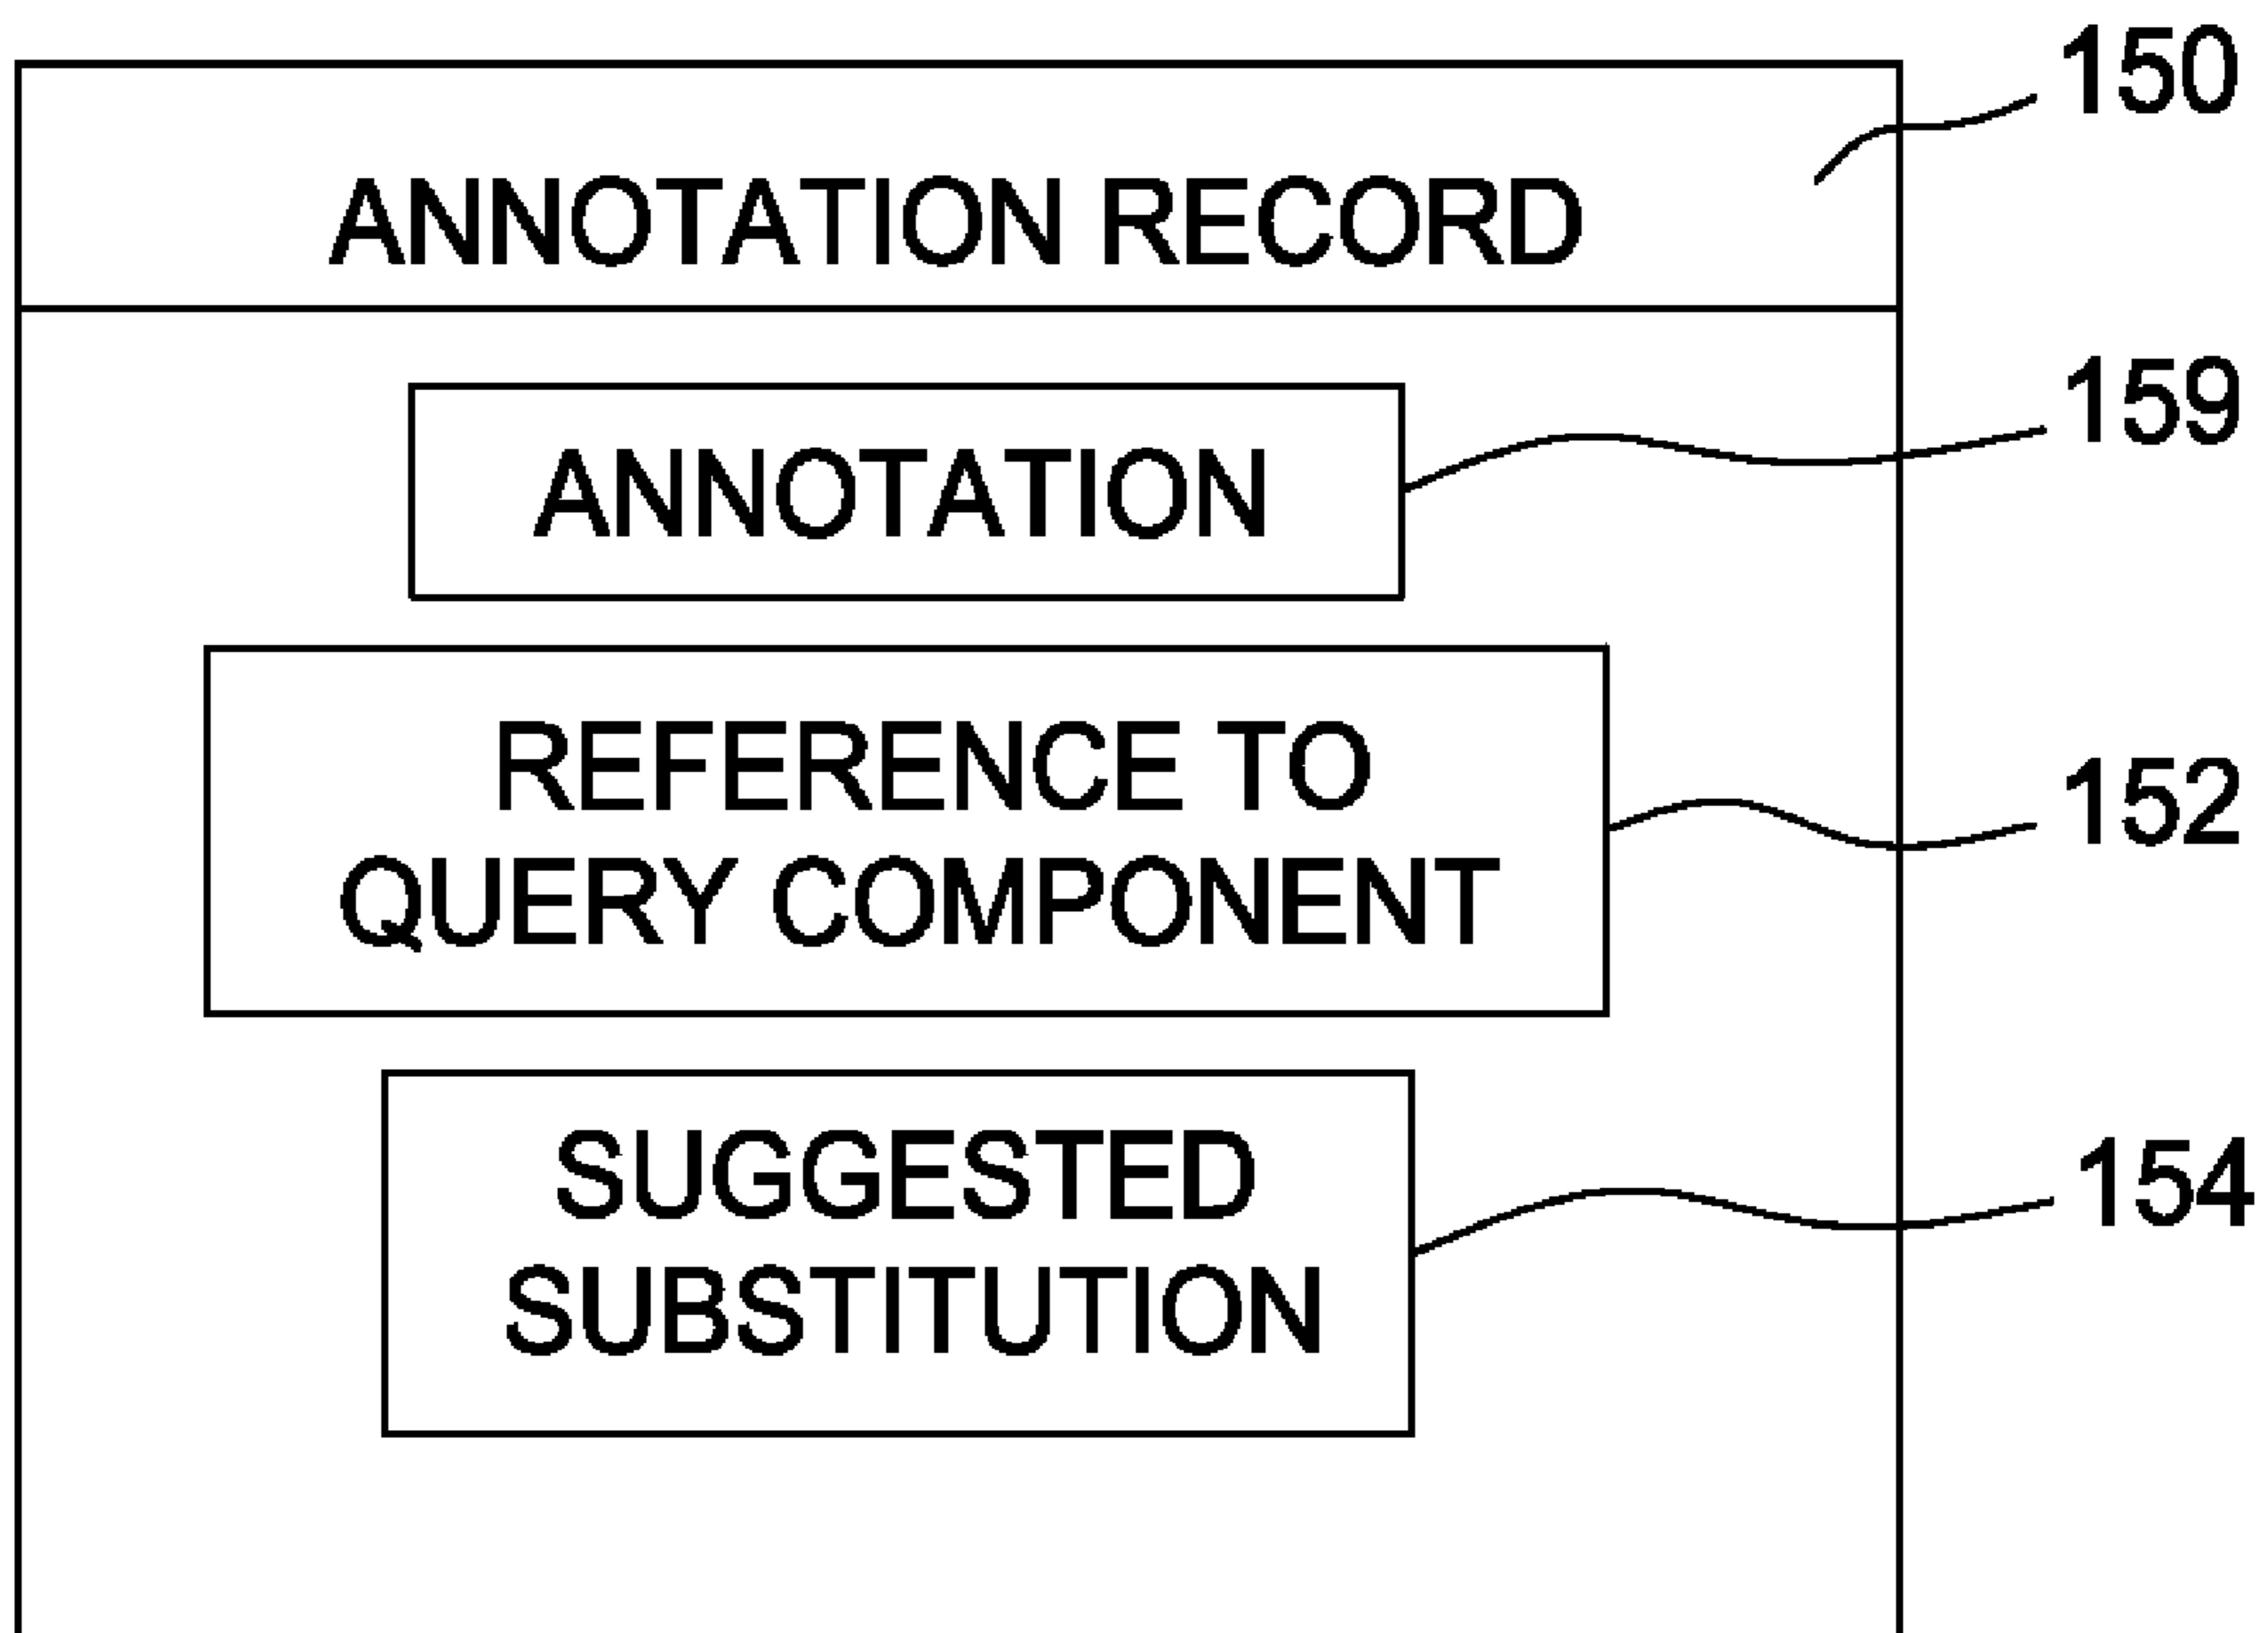 150
ANNOTATION RECORD
159
ANNOTATION
REFERENCE TO
152
QUERY COMPONENT
SUGGESTED
154
SUBSTITUTION